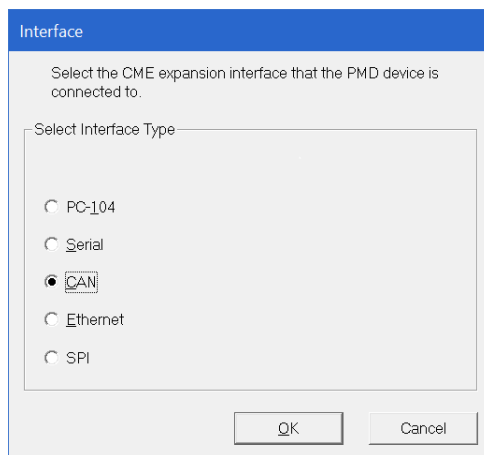 Interface
Select the CME expansion interface that the PMD device is
connected to.
Select Interface Type
PC-104
Serial
CAN
Ethernet
SPI
OK
Cancel